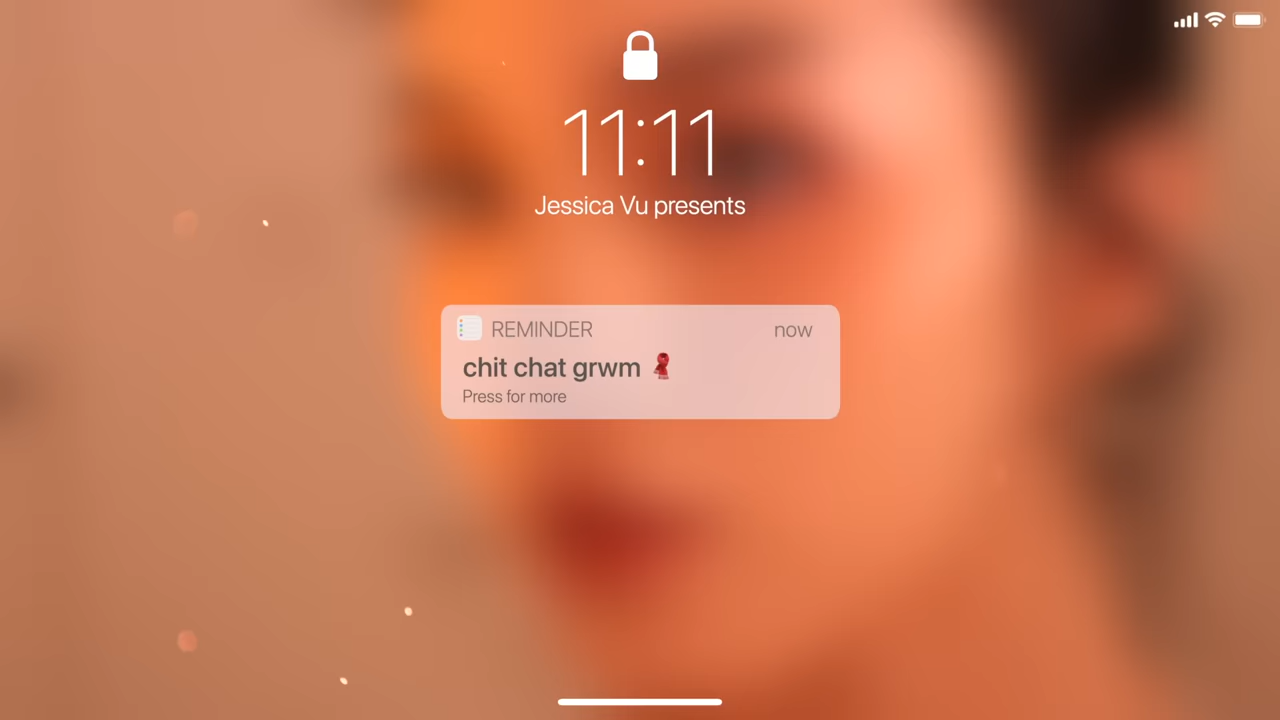 11:11
Jessica Vu presents
REMINDER now
chit chat grwm 🧣
Press for more